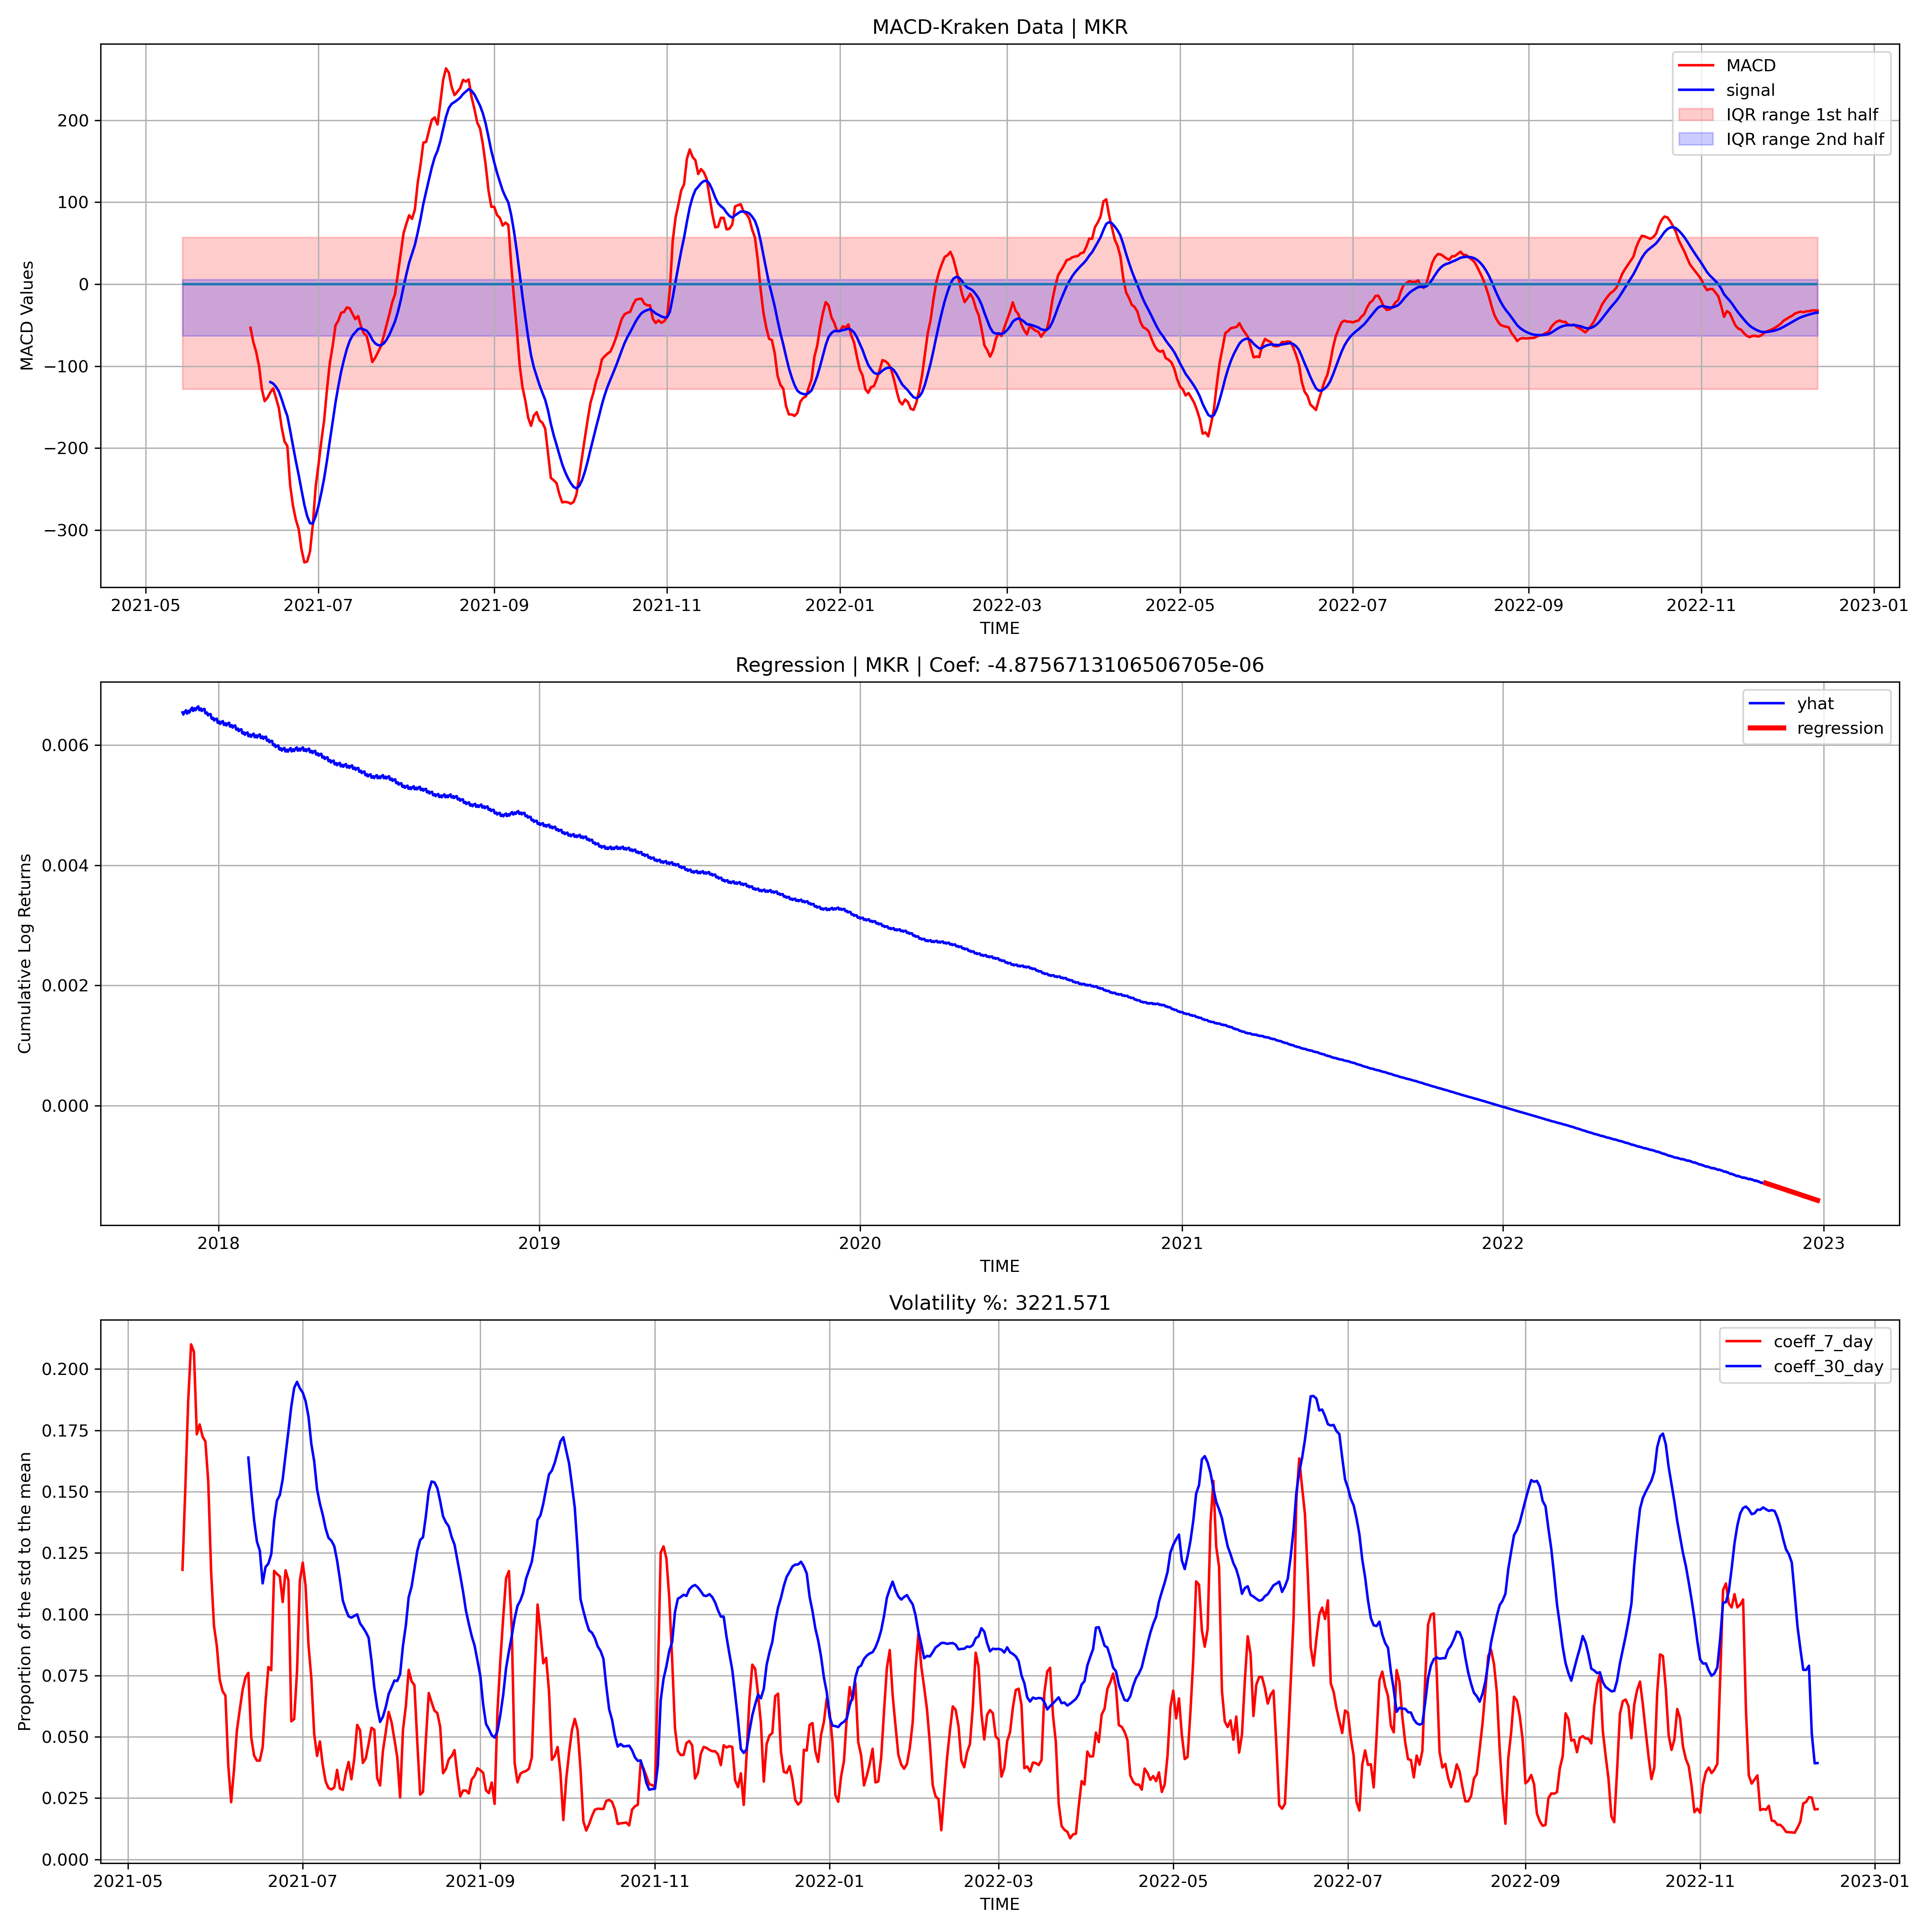 MACD-Kraken Data | MKR
MACD
signal
IQR range 1st half
IQR range 2nd half
200
100
0
−100
−200
−300
MACD Values
2021-05 2021-07 2021-09 2021-11 2022-01 2022-03 2022-05 2022-07 2022-09 2022-11 2023-01
TIME
Regression | MKR | Coef: -4.8756713106506705e-06
yhat
regression
0.006
0.004
0.002
0.000
Cumulative Log Returns
2018 2019 2020 2021 2022 2023
TIME
Volatility %: 3221.571
coeff_7_day
coeff_30_day
0.200
0.175
0.150
0.125
0.100
0.075
0.050
0.025
0.000
Proportion of the std to the mean
2021-05 2021-07 2021-09 2021-11 2022-01 2022-03 2022-05 2022-07 2022-09 2022-11 2023-01
TIME